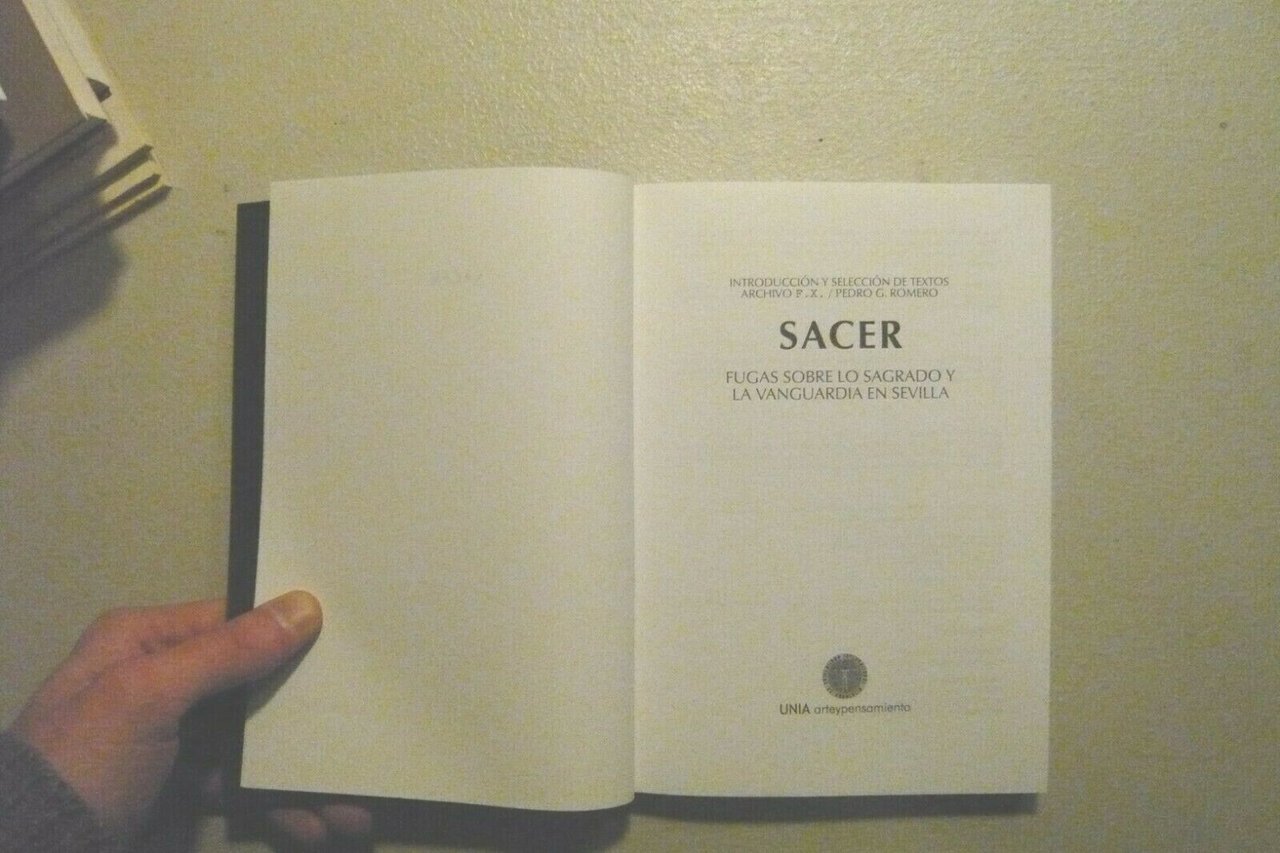 INTRODUCCIÓN Y SELECCIÓN DE TEXTOS
ARCHIVO F.X. / PEDRO G. ROMERO
SACER
FUGAS SOBRE LO SAGRADO Y
LA VANGUARDIA EN SEVILLA
UNIA arteypensamiento